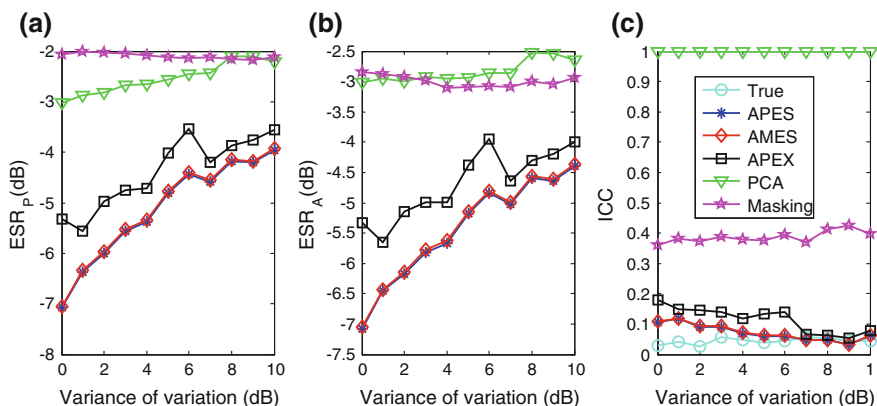 (a)
-2
-3
-4
-5
-6
-7
-8
0 2 4 6 8 10
ESR_P(dB)
Variance of variation (dB)
(b)
-2.5
-3
-3.5
-4
-4.5
-5
-5.5
-6
-6.5
-7
-7.5
0 2 4 6 8 10
ESR_A(dB)
Variance of variation (dB)
(c)
1
0.9
0.8
0.7
0.6
0.5
0.4
0.3
0.2
0.1
0
0 2 4 6 8 1
ICC
Variance of variation (dB)
True
APES
AMES
APEX
PCA
Masking